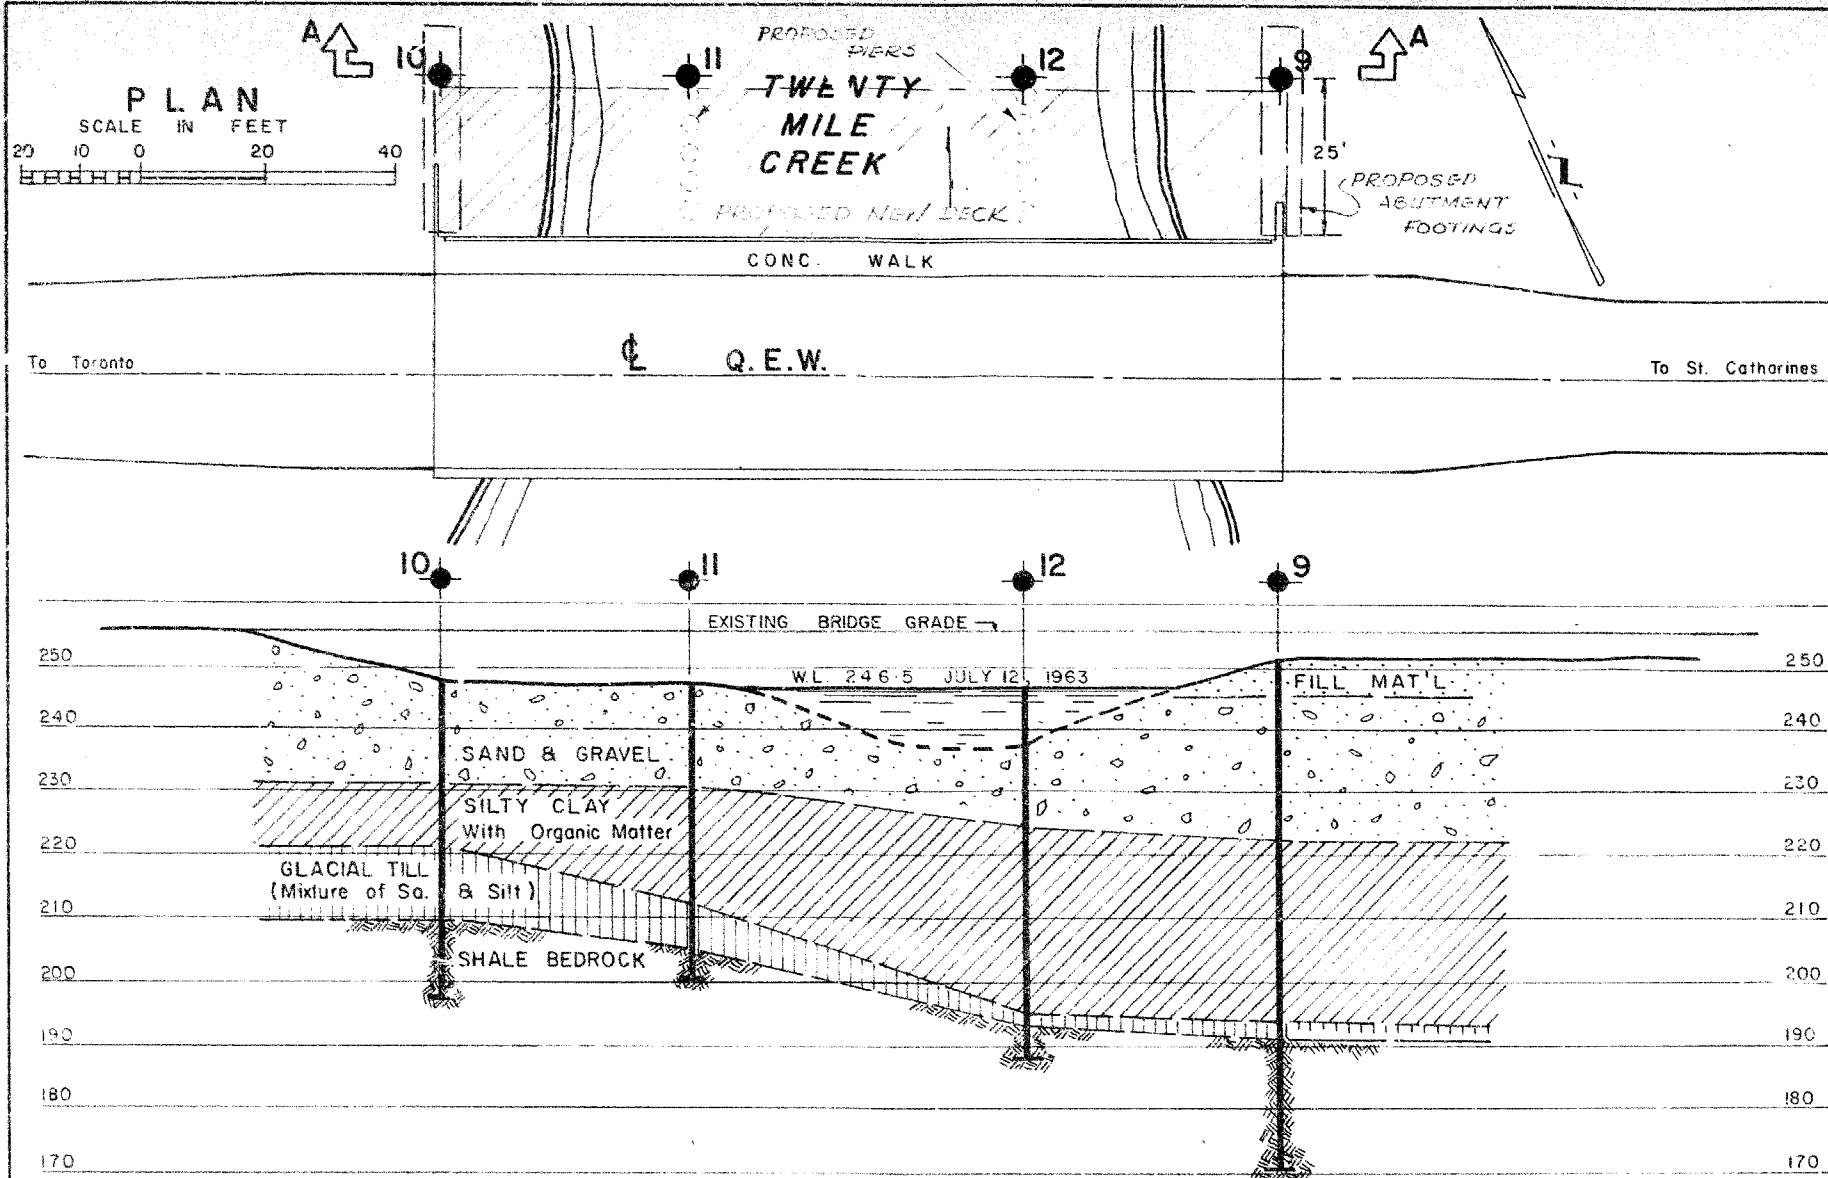 A
10
11
PROPOSED
PIERS
12
9
A
PLAN
SCALE IN FEET
20 10 0 20 40
TWENTY
MILE
CREEK
25'
PROPOSED NEW DECK
PROPOSED
ABUTMENT
FOOTINGS
CONC. WALK
To Toronto
℄ Q.E.W.
To St. Catharines
10
11
12
9
EXISTING BRIDGE GRADE
250
W.L. 246.5 JULY 12, 1963
FILL MAT'L
250
240
SAND & GRAVEL
240
230
SILTY CLAY
With Organic Matter
230
220
GLACIAL TILL
(Mixture of Sa. & Silt)
220
210
210
SHALE BEDROCK
200
200
190
190
180
180
170
170